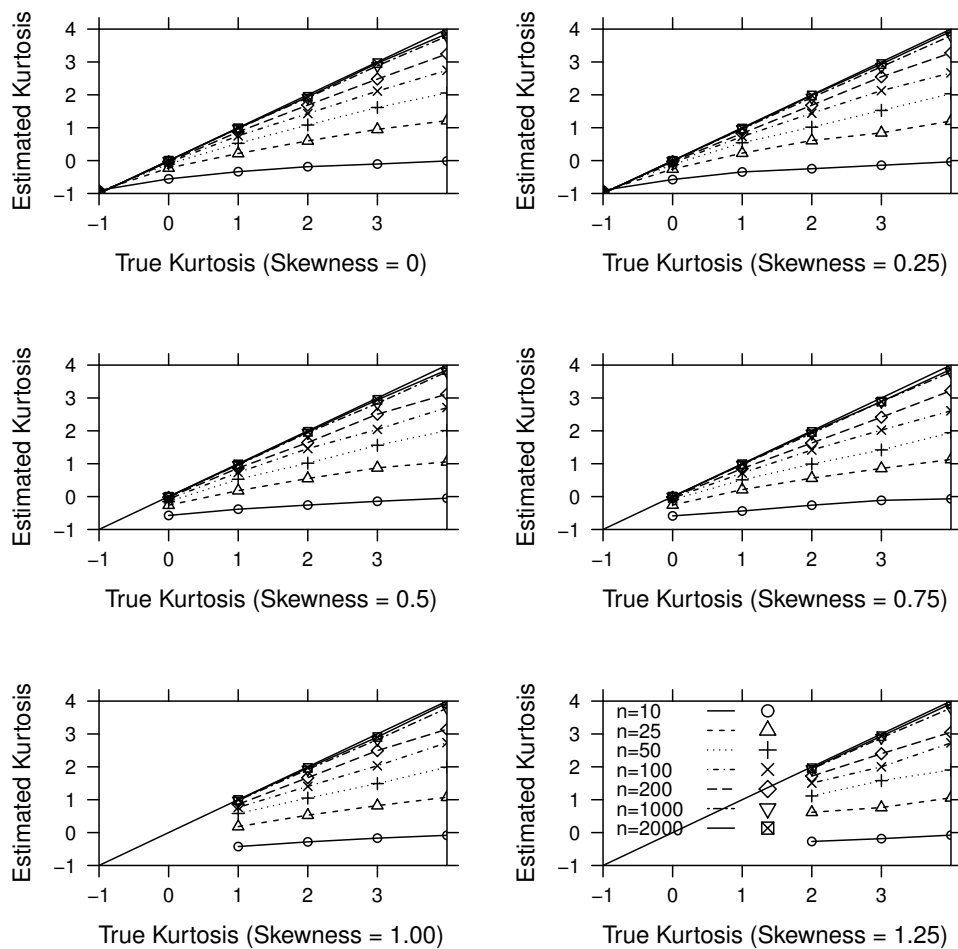 4
3
2
1
0
−1
Estimated Kurtosis
−1 0 1 2 3
True Kurtosis (Skewness = 0)
4
3
2
1
0
−1
Estimated Kurtosis
−1 0 1 2 3
True Kurtosis (Skewness = 0.25)
4
3
2
1
0
−1
Estimated Kurtosis
−1 0 1 2 3
True Kurtosis (Skewness = 0.5)
4
3
2
1
0
−1
Estimated Kurtosis
−1 0 1 2 3
True Kurtosis (Skewness = 0.75)
4
3
2
1
0
−1
Estimated Kurtosis
−1 0 1 2 3
True Kurtosis (Skewness = 1.00)
4
3
2
1
0
−1
Estimated Kurtosis
n=10
n=25
n=50
n=100
n=200
n=1000
n=2000
−1 0 1 2 3
True Kurtosis (Skewness = 1.25)